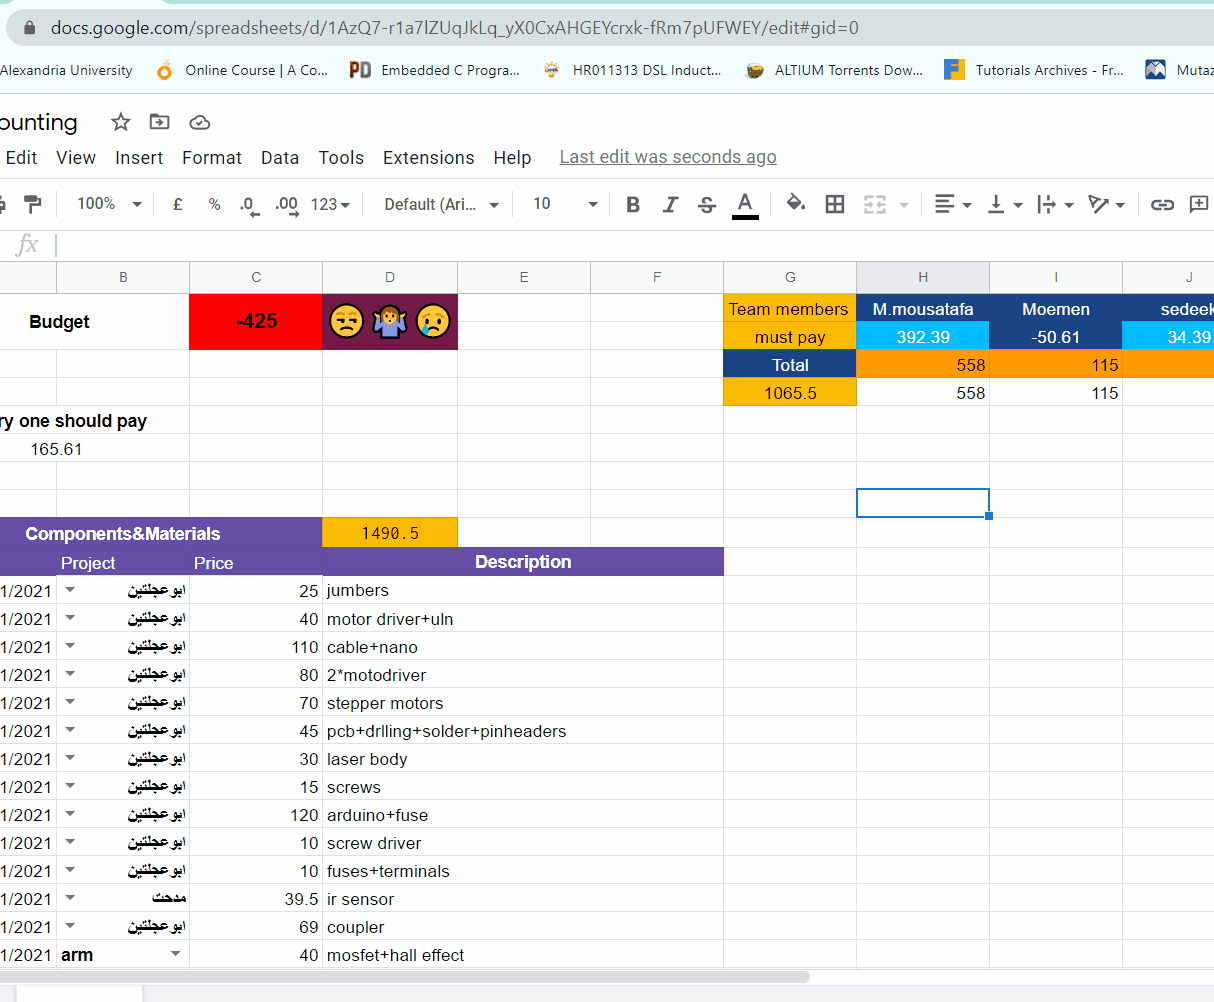 docs.google.com/spreadsheets/d/1AzQ7-r1a7lZUqJkLq_yX0CxAHGEYcrxk-fRm7pUFWEY/edit#gid=0
Alexandria University Online Course | A Co... PD Embedded C Progra... HR011313 DSL Induct... ALTIUM Torrents Dow... Tutorials Archives - Fr... Mutaz
ounting
Edit View Insert Format Data Tools Extensions Help Last edit was seconds ago
100% £ % .0 .00 123 Default (Ari... 10 B I S A
fx
B C D E F G H I J
Budget -425 Team members M.mousatafa Moemen sedeek
must pay 392.39 -50.61 34.39
Total 558 115
1065.5 558 115
ry one should pay
165.61
Components&Materials 1490.5
Project Price Description
1/2021 ابو عجلتين 25 jumbers
1/2021 ابو عجلتين 40 motor driver+uln
1/2021 ابو عجلتين 110 cable+nano
1/2021 ابو عجلتين 80 2*motodriver
1/2021 ابو عجلتين 70 stepper motors
1/2021 ابو عجلتين 45 pcb+drlling+solder+pinheaders
1/2021 ابو عجلتين 30 laser body
1/2021 ابو عجلتين 15 screws
1/2021 ابو عجلتين 120 arduino+fuse
1/2021 ابو عجلتين 10 screw driver
1/2021 ابو عجلتين 10 fuses+terminals
1/2021 مدحت 39.5 ir sensor
1/2021 ابو عجلتين 69 coupler
1/2021 arm 40 mosfet+hall effect